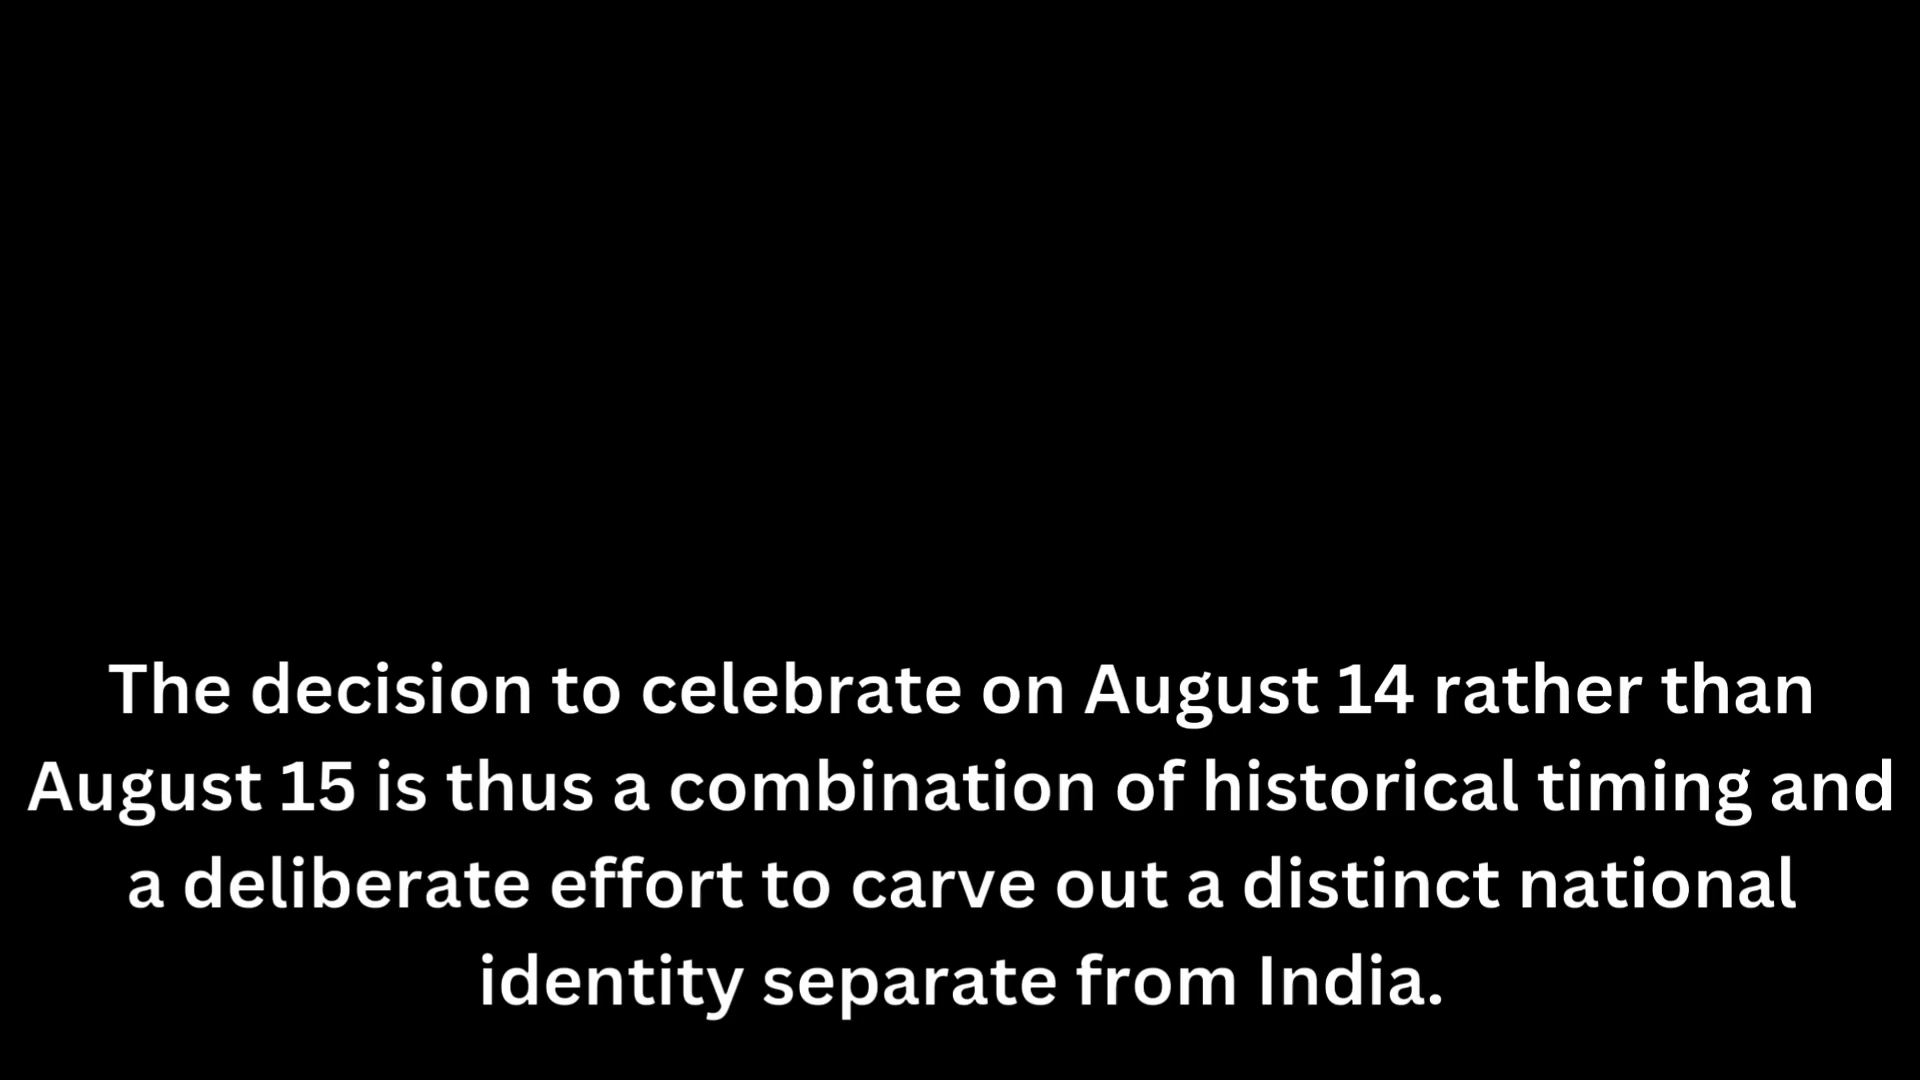 The decision to celebrate on August 14 rather than
August 15 is thus a combination of historical timing and
a deliberate effort to carve out a distinct national
identity separate from India.